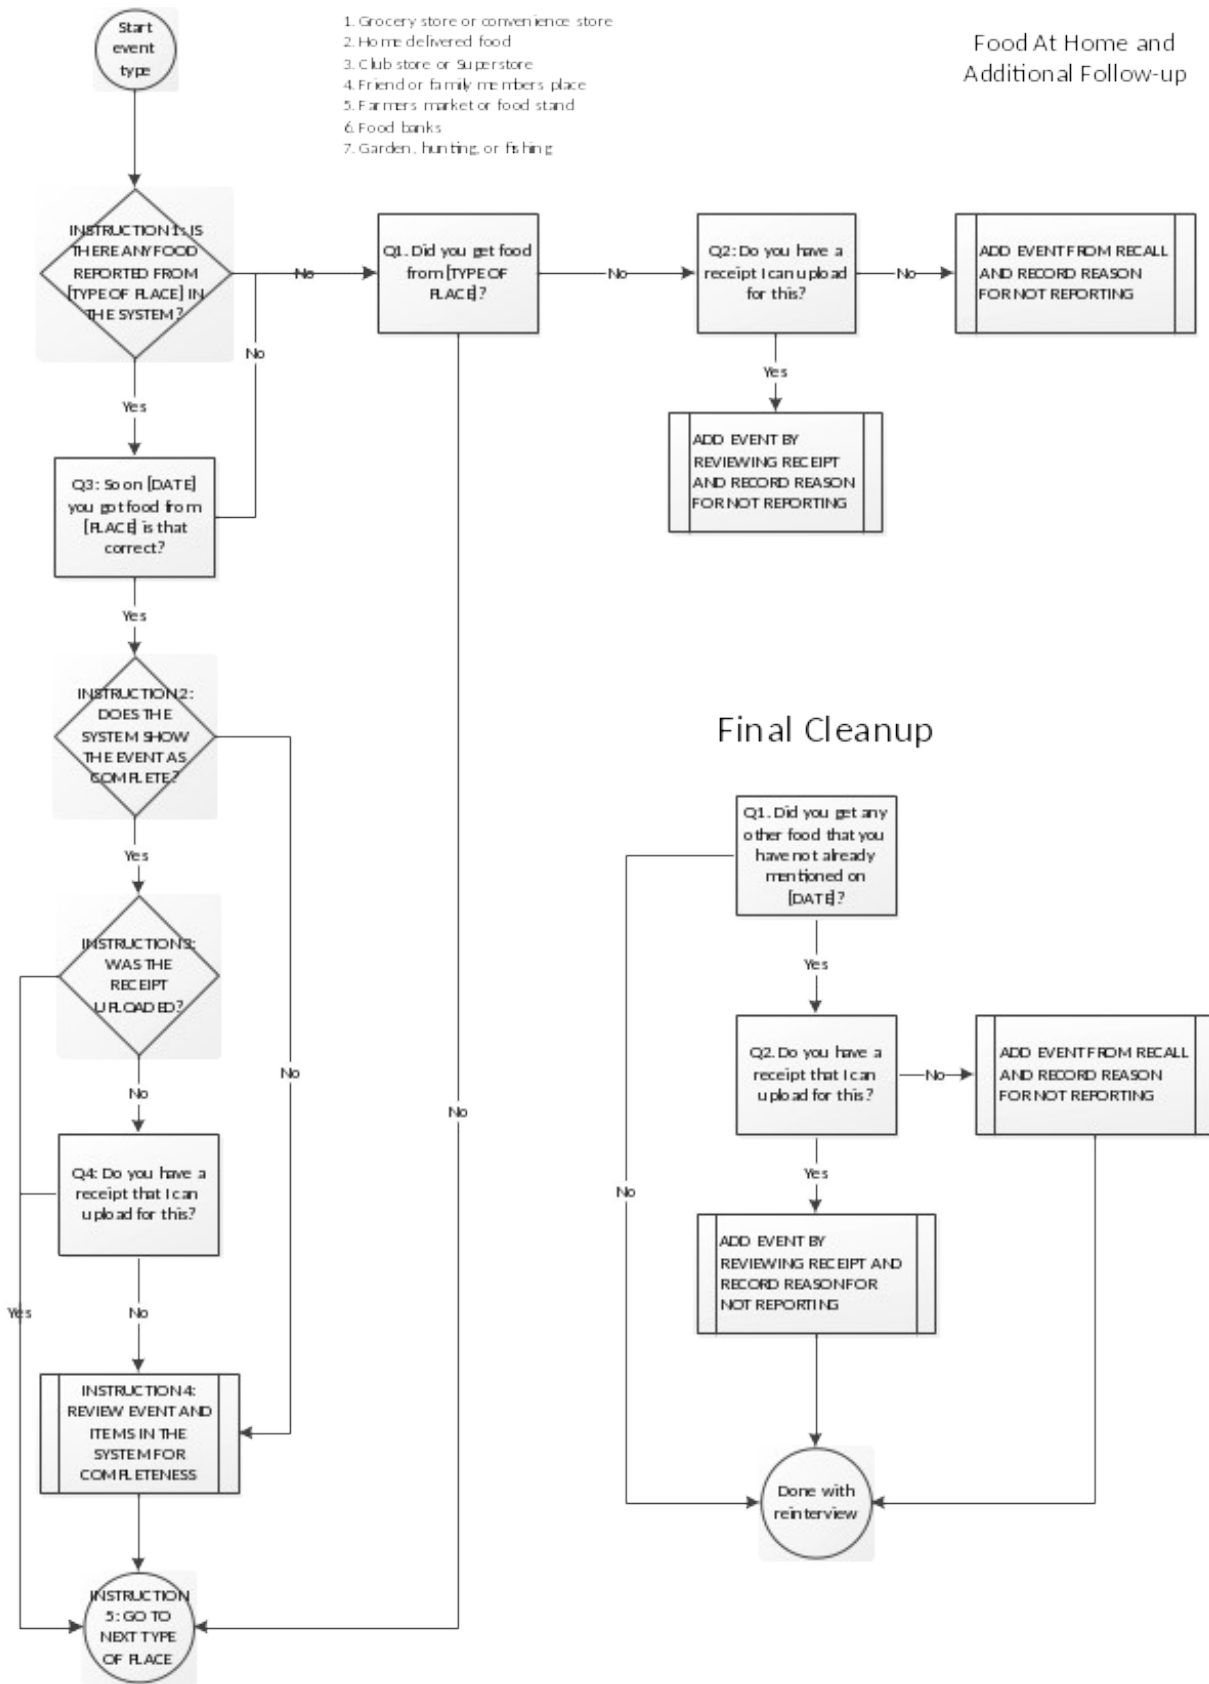 Start
event
type
1. Grocery store or convenience store
2. Home delivered food
3. Club store or Superstore
4. Friend or family members place
5. Farmers market or food stand
6. Food banks
7. Garden, hunting, or fishing
Food At Home and
Additional Follow-up
INSTRUCTION 1: IS
THERE ANY FOOD
REPORTED FROM
[TYPE OF PLACE] IN
THE SYSTEM?
No
Q1. Did you get food
from [TYPE OF
PLACE]?
No
Q2: Do you have a
receipt I can upload
for this?
No
ADD EVENT FROM RECALL
AND RECORD REASON
FOR NOT REPORTING
No
Yes
Yes
ADD EVENT BY
REVIEWING RECEIPT
AND RECORD REASON
FOR NOT REPORTING
Q3: So on [DATE]
you got food from
[PLACE] is that
correct?
Yes
INSTRUCTION 2:
DOES THE
SYSTEM SHOW
THE EVENT AS
COMPLETE?
Yes
INSTRUCTION 3:
WAS THE
RECEIPT
UPLOADED?
No
No
No
Q4: Do you have a
receipt that I can
upload for this?
Yes
No
INSTRUCTION 4:
REVIEW EVENT AND
ITEMS IN THE
SYSTEM FOR
COMPLETENESS
INSTRUCTION
5: GO TO
NEXT TYPE
OF PLACE
Final Cleanup
Q1. Did you get any
other food that you
have not already
mentioned on
[DATE]?
Yes
Q2. Do you have a
receipt that I can
upload for this?
No
ADD EVENT FROM RECALL
AND RECORD REASON
FOR NOT REPORTING
Yes
No
ADD EVENT BY
REVIEWING RECEIPT AND
RECORD REASON FOR
NOT REPORTING
Done with
reinterview